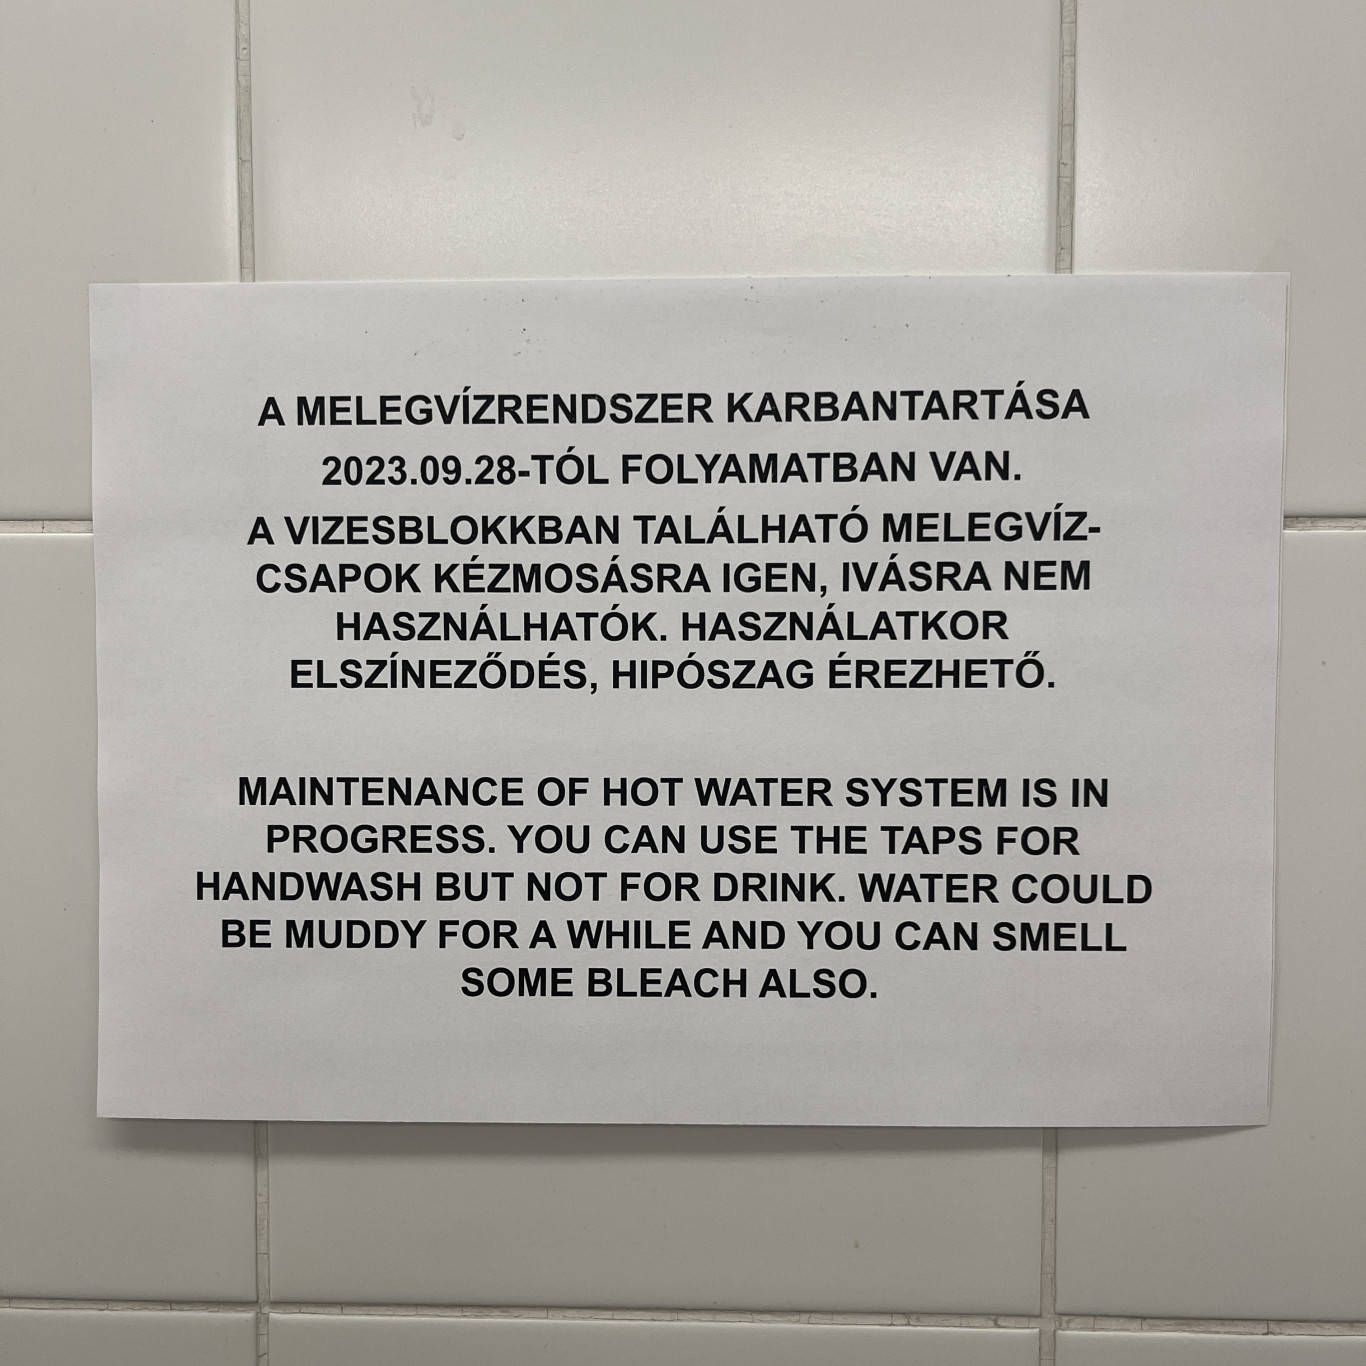 A MELEGVÍZRENDSZER KARBANTARTÁSA
2023.09.28-TÓL FOLYAMATBAN VAN.
A VIZESBLOKKBAN TALÁLHATÓ MELEGVÍZ-
CSAPOK KÉZMOSÁSRA IGEN, IVÁSRA NEM
HASZNÁLHATÓK. HASZNÁLATKOR
ELSZÍNEZŐDÉS, HIPÓSZAG ÉREZHETŐ.
MAINTENANCE OF HOT WATER SYSTEM IS IN
PROGRESS. YOU CAN USE THE TAPS FOR
HANDWASH BUT NOT FOR DRINK. WATER COULD
BE MUDDY FOR A WHILE AND YOU CAN SMELL
SOME BLEACH ALSO.